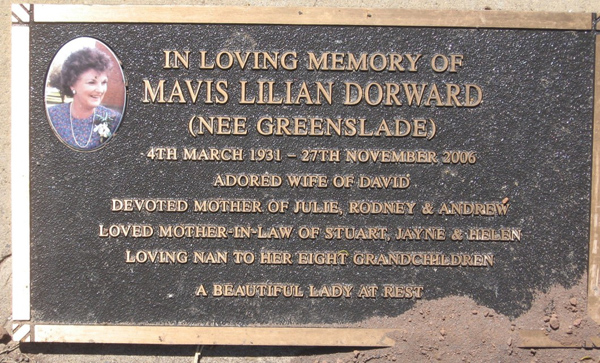 IN LOVING MEMORY OF
MAVIS LILIAN DORWARD
(NEE GREENSLADE)
4TH MARCH 1931 – 27TH NOVEMBER 2006
ADORED WIFE OF DAVID
DEVOTED MOTHER OF JULIE, RODNEY & ANDREW
LOVED MOTHER-IN-LAW OF STUART, JAYNE & HELEN
LOVING NAN TO HER EIGHT GRANDCHILDREN
A BEAUTIFUL LADY AT REST